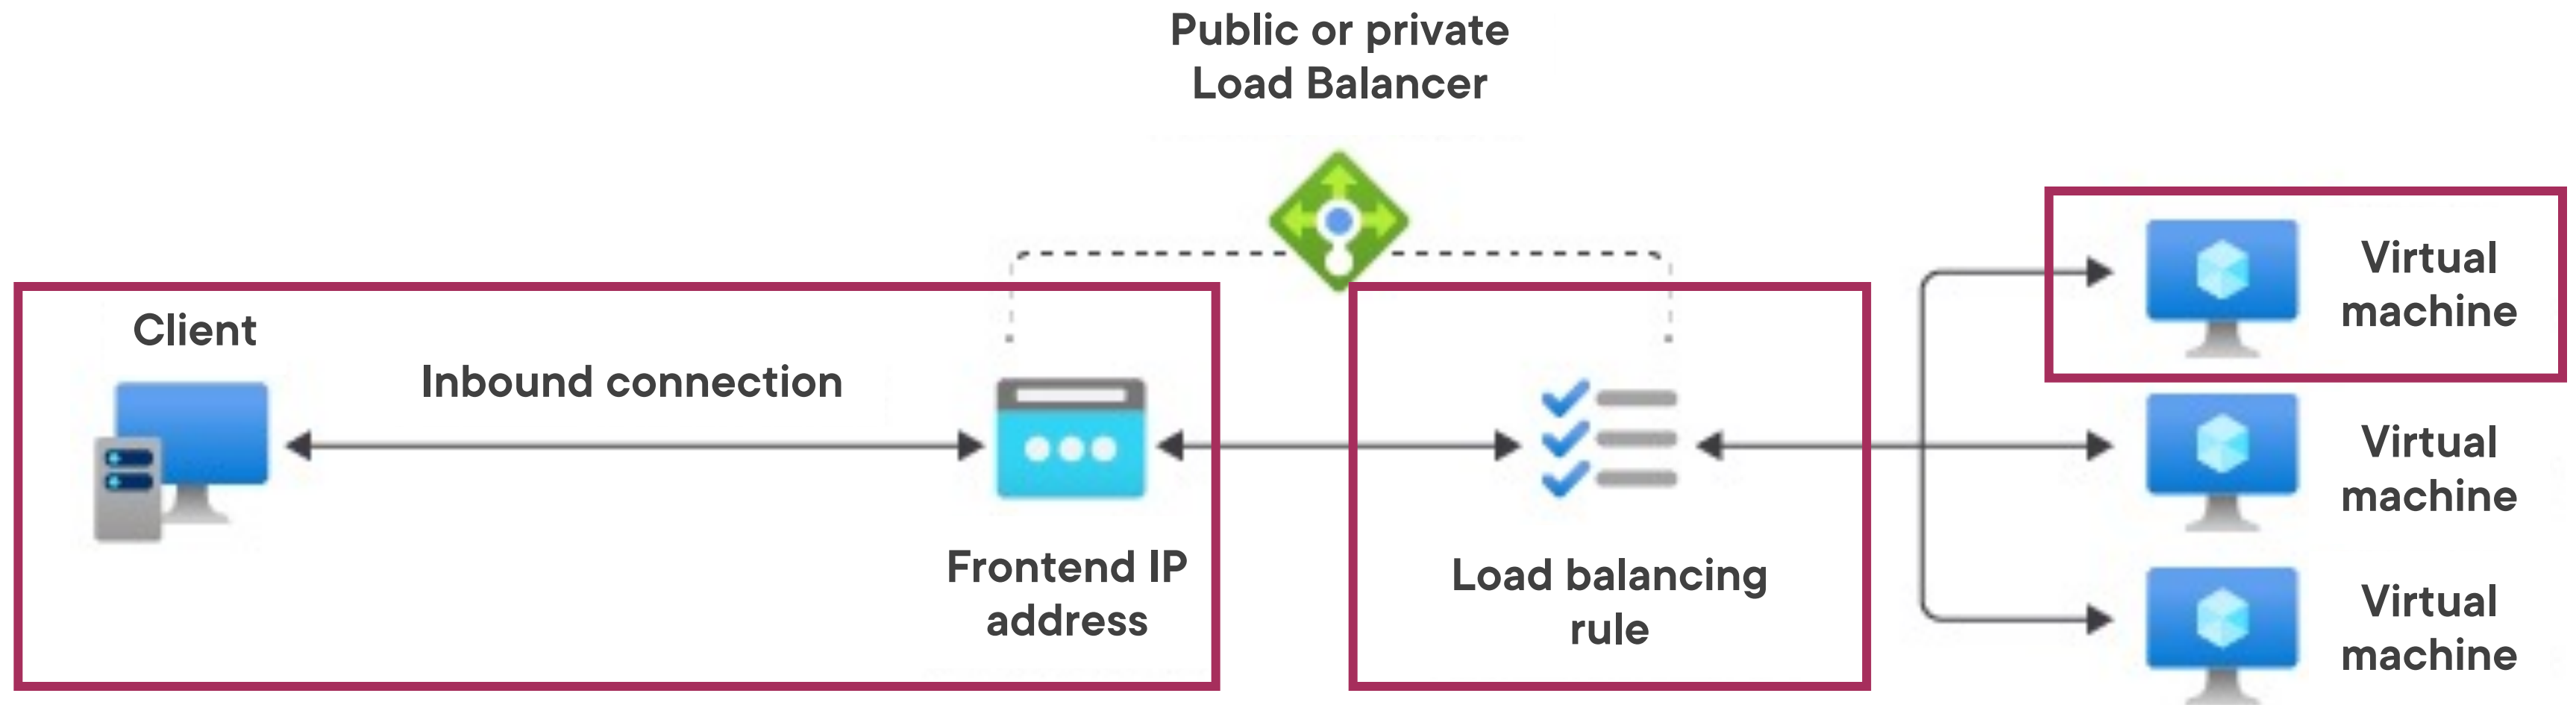 Public or private
Load Balancer
Client
Inbound connection
Frontend IP
address
Load balancing
rule
Virtual
machine
Virtual
machine
Virtual
machine